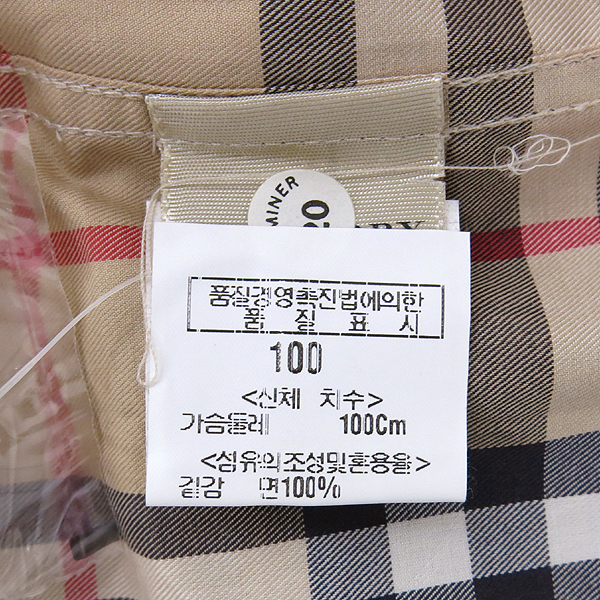 MINER
20
품질경영촉진법에의한
품 질 표 시
100
<신체 치수>
가슴둘레 100Cm
<섬유의조성및혼용율>
겉감 면100%